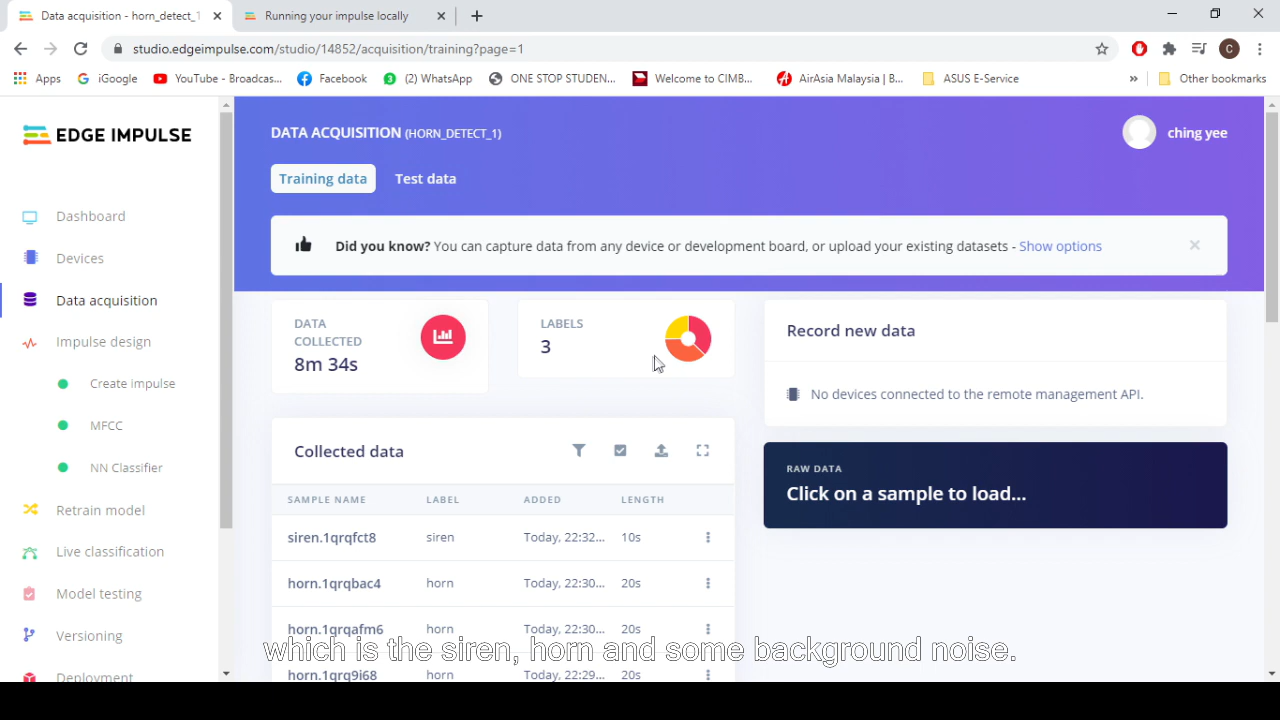 Data acquisition - horn_detect_1
Running your impulse locally
studio.edgeimpulse.com/studio/14852/acquisition/training?page=1
C
Apps
iGoogle
YouTube - Broadcas...
Facebook
(2) WhatsApp
ONE STOP STUDEN...
Welcome to CIMB...
AirAsia Malaysia | B...
ASUS E-Service
»
Other bookmarks
EDGE IMPULSE
Dashboard
Devices
Data acquisition
Impulse design
Create impulse
MFCC
NN Classifier
Retrain model
Live classification
Model testing
Versioning
Deployment
DATA ACQUISITION (HORN_DETECT_1)
ching yee
Training data
Test data
Did you know? You can capture data from any device or development board, or upload your existing datasets - Show options
DATA
COLLECTED
8m 34s
LABELS
3
Record new data
No devices connected to the remote management API.
RAW DATA
Click on a sample to load...
Collected data
SAMPLE NAME LABEL ADDED LENGTH
siren.1qrqfct8 siren Today, 22:32... 10s
horn.1qrqbac4 horn Today, 22:30... 20s
horn.1qrqafm6 horn Today, 22:30... 20s
horn.1qrq9i68 horn Today, 22:29... 20s
which is the siren, horn and some background noise.